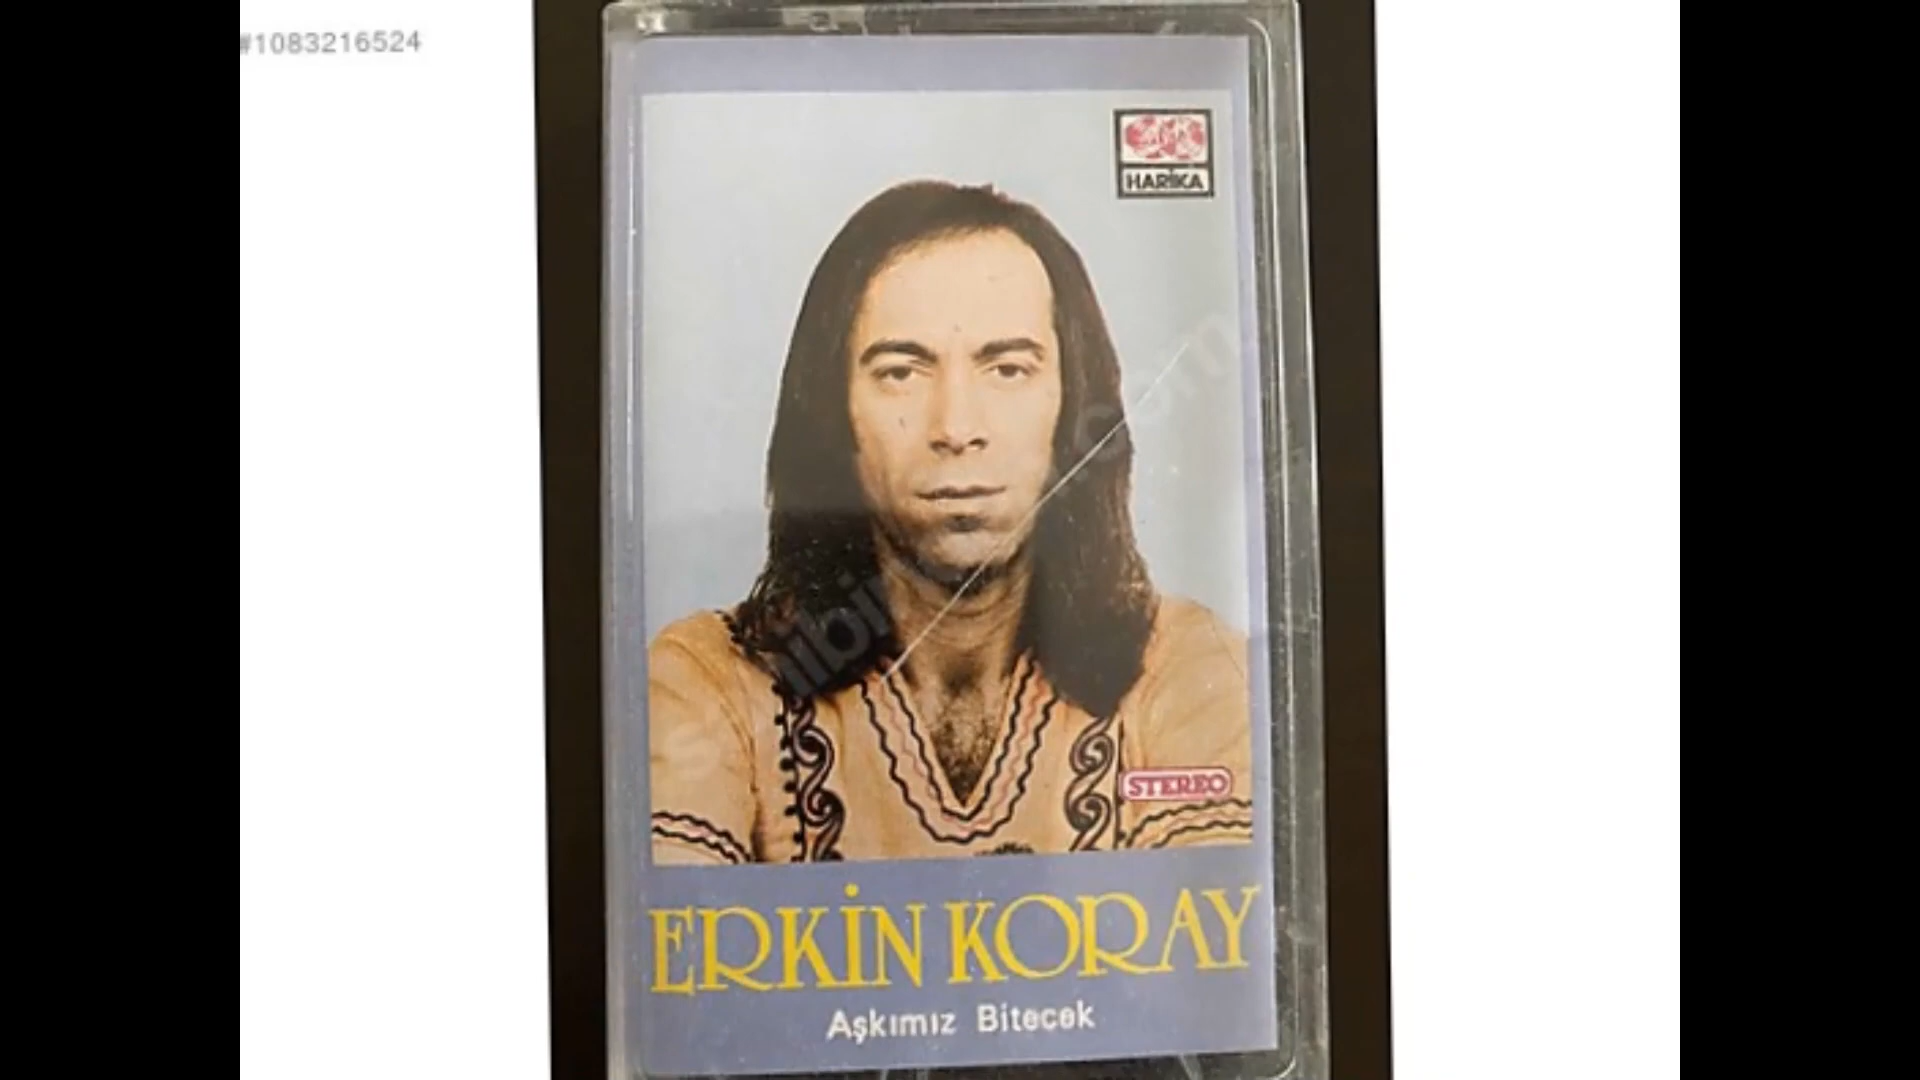 #1083216524
HARİKA
STEREO
ERKİN KORAY
Aşkımız Bitecek